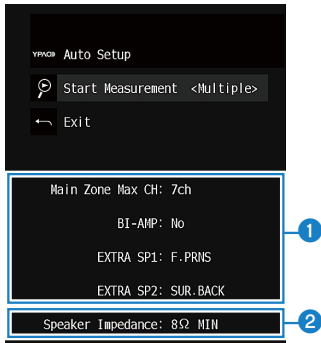 YPAO Auto Setup
Start Measurement <Multiple>
Exit
Main Zone Max CH: 7ch
BI-AMP: No
EXTRA SP1: F.PRNS
EXTRA SP2: SUR.BACK
1
Speaker Impedance: 8Ω MIN
2